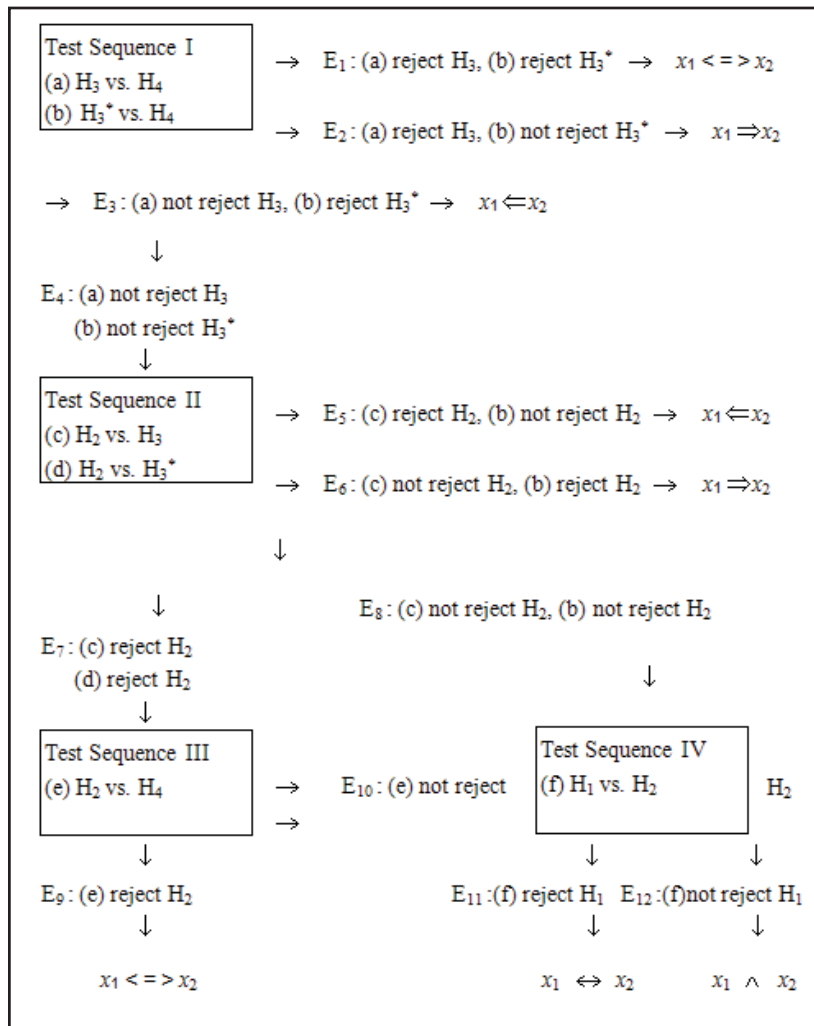 Test Sequence I
(a) H₃ vs. H₄
(b) H₃* vs. H₄
→ E₁: (a) reject H₃, (b) reject H₃* → x₁ < = > x₂
→ E₂: (a) reject H₃, (b) not reject H₃* → x₁ ⇒ x₂
→ E₃: (a) not reject H₃, (b) reject H₃* → x₁ ⇐ x₂
↓
E₄: (a) not reject H₃
(b) not reject H₃*
↓
Test Sequence II
(c) H₂ vs. H₃
(d) H₂ vs. H₃*
→ E₅: (c) reject H₂, (b) not reject H₂ → x₁ ⇐ x₂
→ E₆: (c) not reject H₂, (b) reject H₂ → x₁ ⇒ x₂
↓
↓ E₈: (c) not reject H₂, (b) not reject H₂
E₇: (c) reject H₂
(d) reject H₂
↓
↓
Test Sequence III
(e) H₂ vs. H₄
→ E₁₀: (e) not reject
→
Test Sequence IV
(f) H₁ vs. H₂
H₂
↓ ↓ ↓
E₉: (e) reject H₂ E₁₁:(f) reject H₁ E₁₂:(f)not reject H₁
↓ ↓ ↓
x₁ < = > x₂ x₁ ↔ x₂ x₁ ∧ x₂